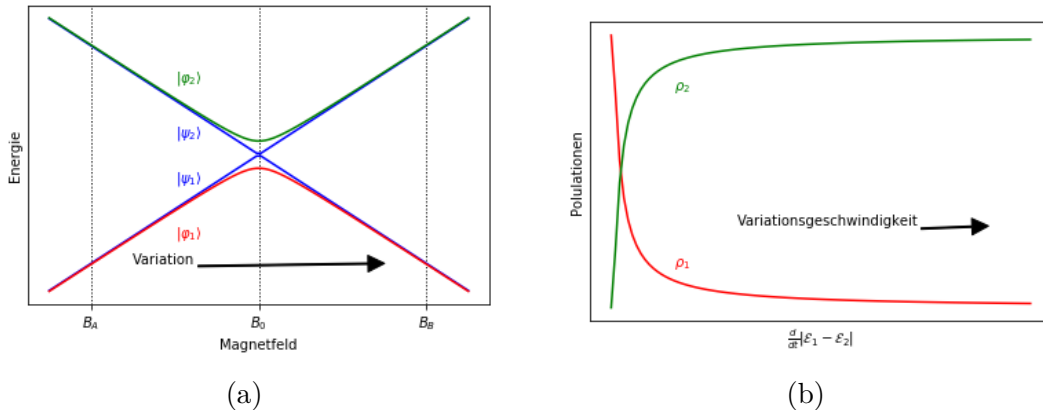 Energie
|φ₂⟩
|ψ₂⟩
|ψ₁⟩
|φ₁⟩
Variation
B_A
B_0
B_B
Magnetfeld
(a)
Polulationen
ρ₂
Variationsgeschwindigkeit
ρ₁
d/dt|ℰ₁ − ℰ₂|
(b)